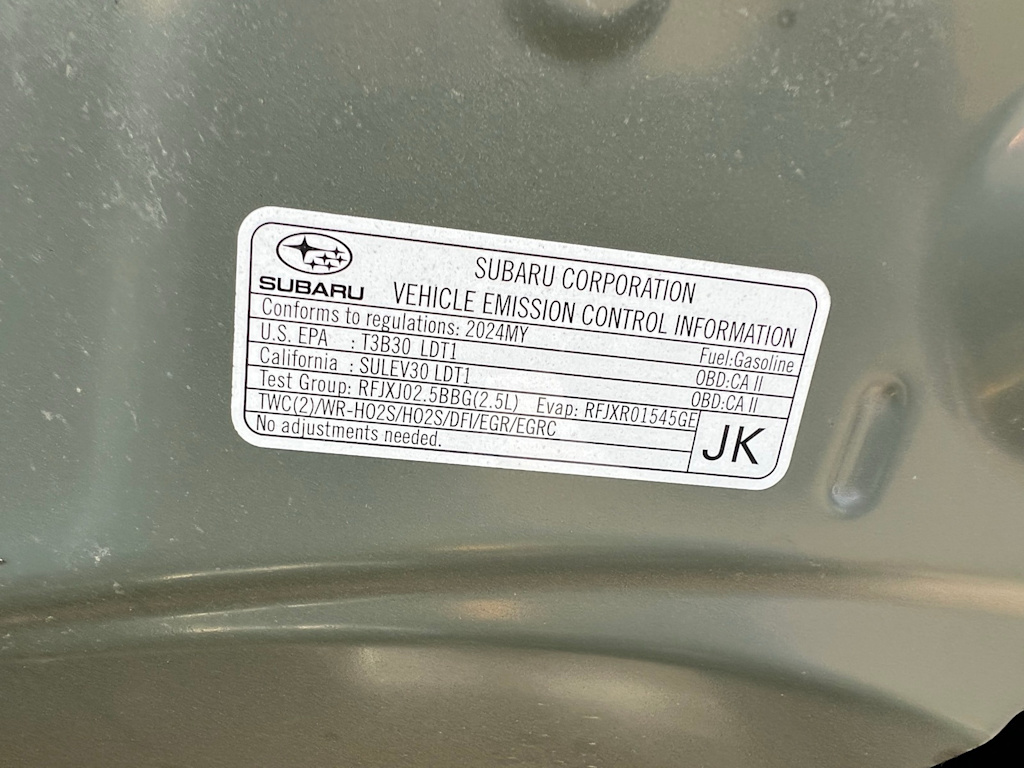 SUBARU
SUBARU CORPORATION
VEHICLE EMISSION CONTROL INFORMATION
Conforms to regulations: 2024MY Fuel:Gasoline
U.S. EPA : T3B30 LDT1 OBD:CA II
California : SULEV30 LDT1 OBD:CA II
Test Group: RFJXJ02.5BBG(2.5L) Evap: RFJXR01545GE
TWC(2)/WR-HO2S/HO2S/DFI/EGR/EGRC
No adjustments needed.
JK